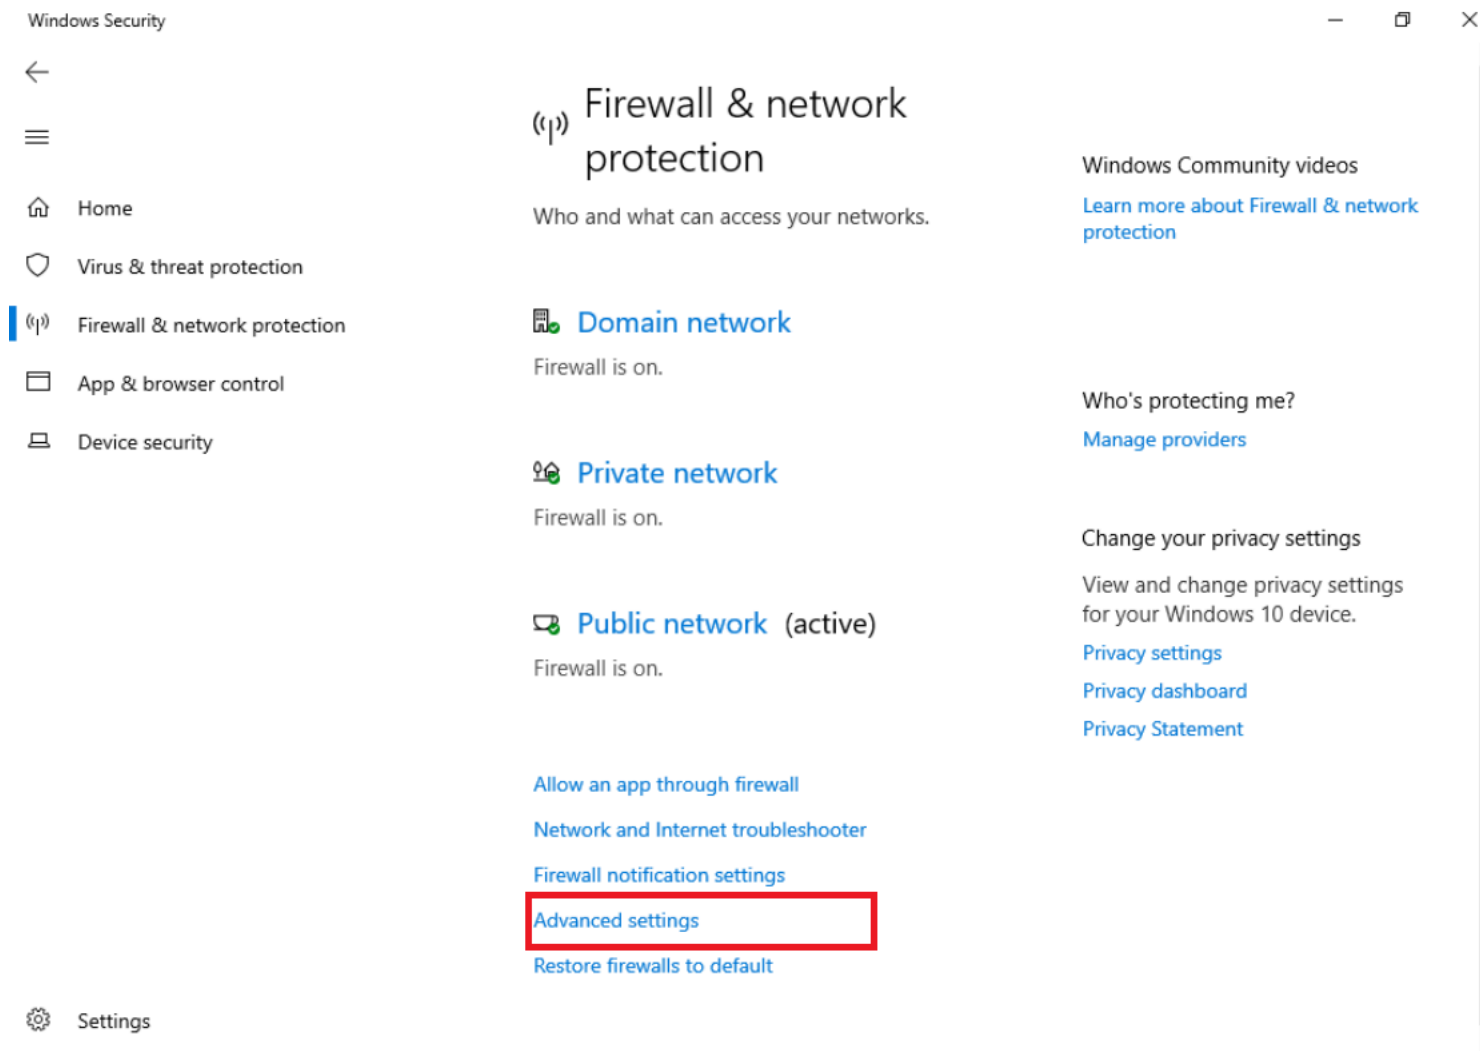 Windows Security
Home
Virus & threat protection
Firewall & network protection
App & browser control
Device security
Settings
Firewall & network
protection
Who and what can access your networks.
Domain network
Firewall is on.
Private network
Firewall is on.
Public network (active)
Firewall is on.
Allow an app through firewall
Network and Internet troubleshooter
Firewall notification settings
Advanced settings
Restore firewalls to default
Windows Community videos
Learn more about Firewall & network
protection
Who's protecting me?
Manage providers
Change your privacy settings
View and change privacy settings
for your Windows 10 device.
Privacy settings
Privacy dashboard
Privacy Statement